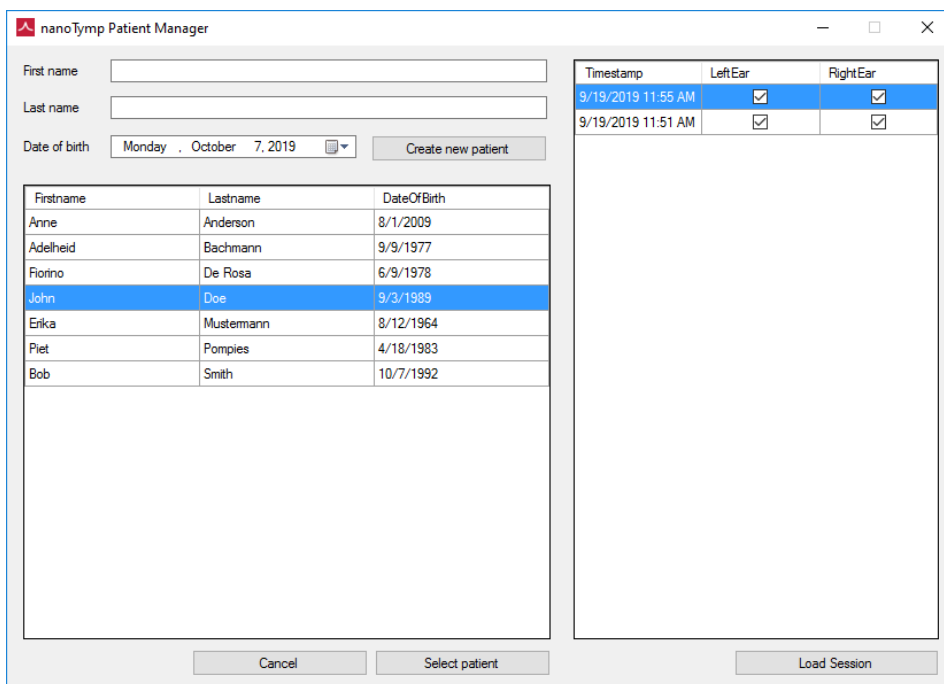 nanoTymp Patient Manager
First name
Last name
Date of birth Monday , October 7, 2019 Create new patient
Firstname Lastname DateOfBirth
Anne Anderson 8/1/2009
Adelheid Bachmann 9/9/1977
Fiorino De Rosa 6/9/1978
John Doe 9/3/1989
Erika Mustermann 8/12/1964
Piet Pompies 4/18/1983
Bob Smith 10/7/1992
Cancel Select patient
Timestamp LeftEar RightEar
9/19/2019 11:55 AM
9/19/2019 11:51 AM
Load Session